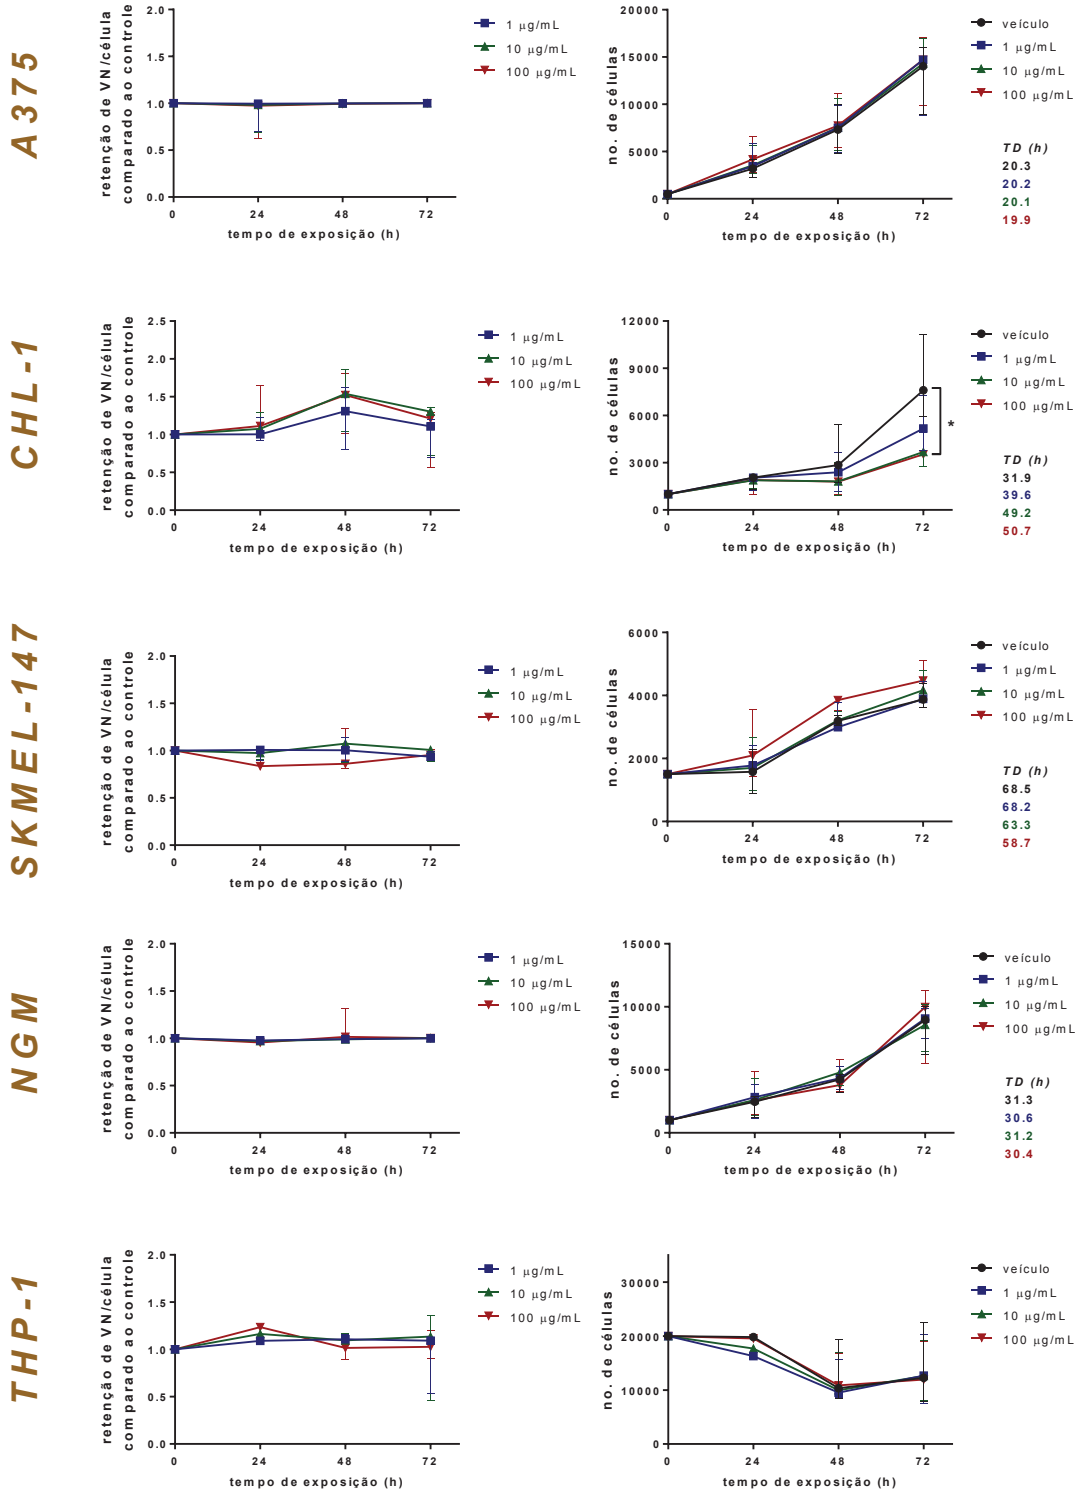 A375
retenção de VN/célula
comparado ao controle
2.0
1.5
1.0
0.5
0.0
0 24 48 72
tempo de exposição (h)
1 µg/mL
10 µg/mL
100 µg/mL
no. de células
20000
15000
10000
5000
0
0 24 48 72
tempo de exposição (h)
veículo
1 µg/mL
10 µg/mL
100 µg/mL
TD (h)
20.3
20.2
20.1
19.9
CHL-1
retenção de VN/célula
comparado ao controle
2.5
2.0
1.5
1.0
0.5
0.0
0 24 48 72
tempo de exposição (h)
1 µg/mL
10 µg/mL
100 µg/mL
no. de células
12000
9000
6000
3000
0
0 24 48 72
tempo de exposição (h)
*
veículo
1 µg/mL
10 µg/mL
100 µg/mL
TD (h)
31.9
39.6
49.2
50.7
SKMEL-147
retenção de VN/célula
comparado ao controle
2.0
1.5
1.0
0.5
0.0
0 24 48 72
tempo de exposição (h)
1 µg/mL
10 µg/mL
100 µg/mL
no. de células
6000
4000
2000
0
0 24 48 72
tempo de exposição (h)
veículo
1 µg/mL
10 µg/mL
100 µg/mL
TD (h)
68.5
68.2
63.3
58.7
NGM
retenção de VN/célula
comparado ao controle
2.0
1.5
1.0
0.5
0.0
0 24 48 72
tempo de exposição (h)
1 µg/mL
10 µg/mL
100 µg/mL
no. de células
15000
10000
5000
0
0 24 48 72
tempo de exposição (h)
veículo
1 µg/mL
10 µg/mL
100 µg/mL
TD (h)
31.3
30.6
31.2
30.4
THP-1
retenção de VN/célula
comparado ao controle
2.0
1.5
1.0
0.5
0.0
0 24 48 72
tempo de exposição (h)
1 µg/mL
10 µg/mL
100 µg/mL
no. de células
30000
20000
10000
0
0 24 48 72
tempo de exposição (h)
veículo
1 µg/mL
10 µg/mL
100 µg/mL